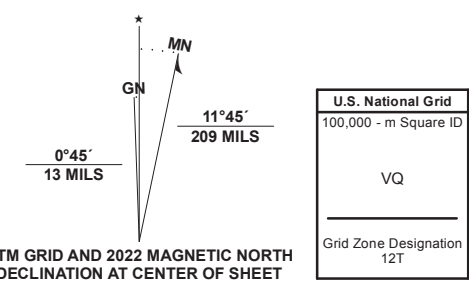 ★
MN
GN
11°45´
209 MILS
0°45´
13 MILS
TM GRID AND 2022 MAGNETIC NORTH
DECLINATION AT CENTER OF SHEET
U.S. National Grid
100,000 - m Square ID
VQ
Grid Zone Designation
12T